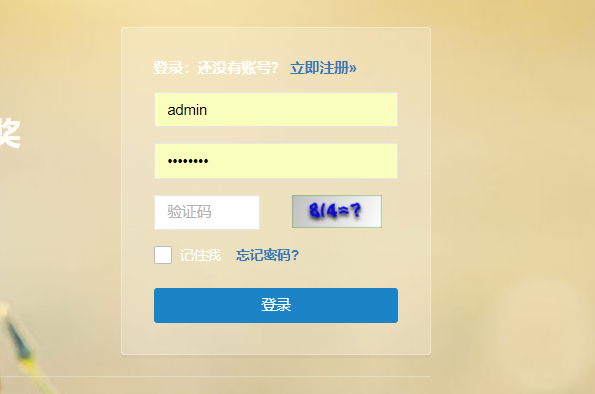 登录：还没有账号？ 立即注册»
奖
admin
••••••••
验证码
8/4=?
记住我 忘记密码?
登录